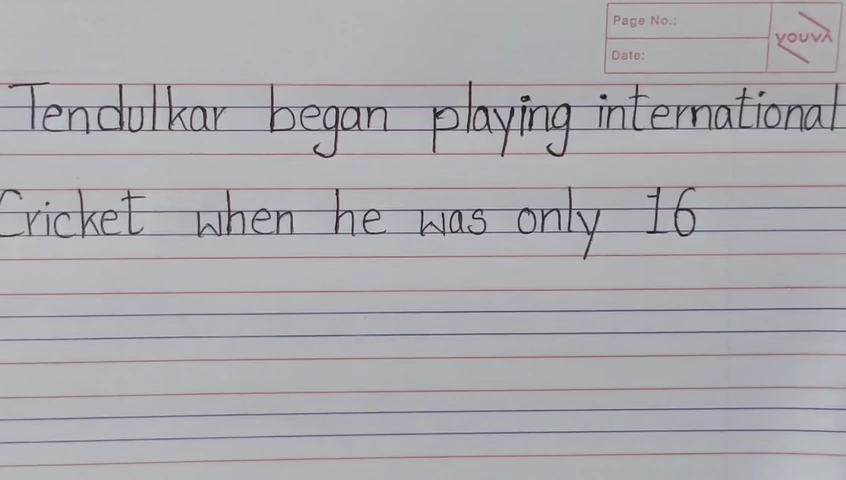 Page No.:
Date:
YOUVA
Tendulkar began playing international
Cricket when he was only 16